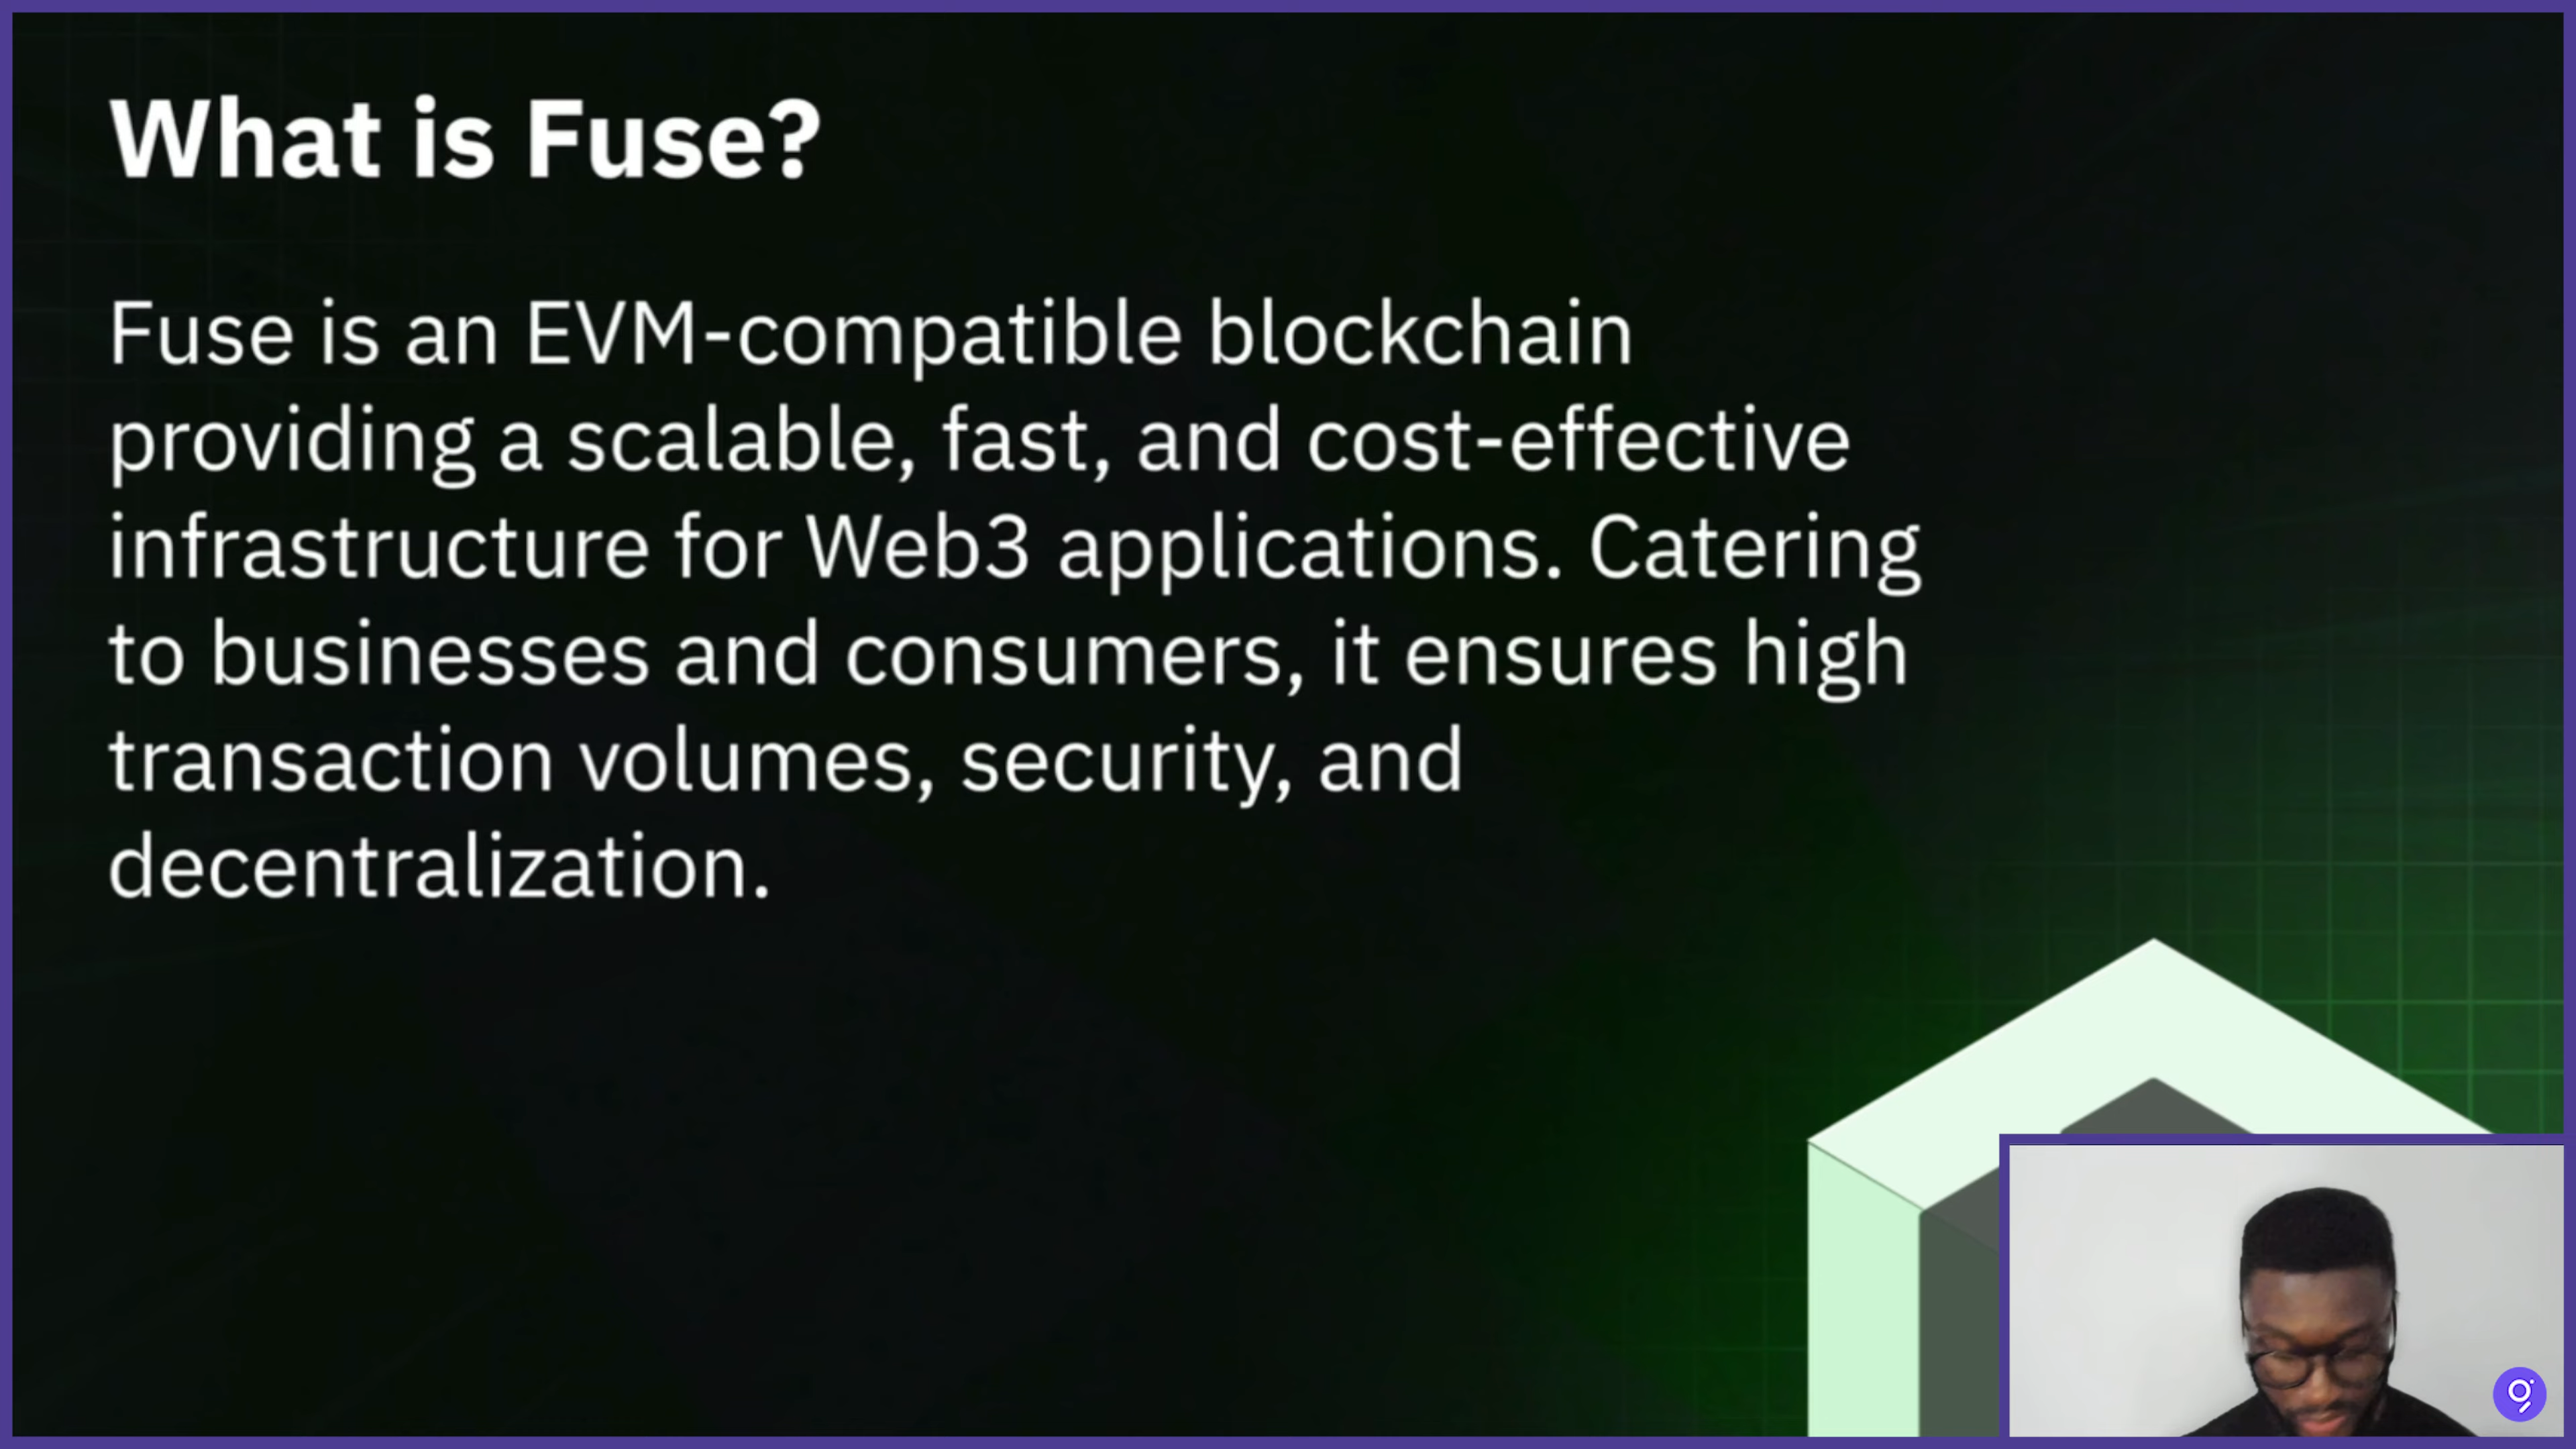 What is Fuse?
Fuse is an EVM-compatible blockchain
providing a scalable, fast, and cost-effective
infrastructure for Web3 applications. Catering
to businesses and consumers, it ensures high
transaction volumes, security, and
decentralization.